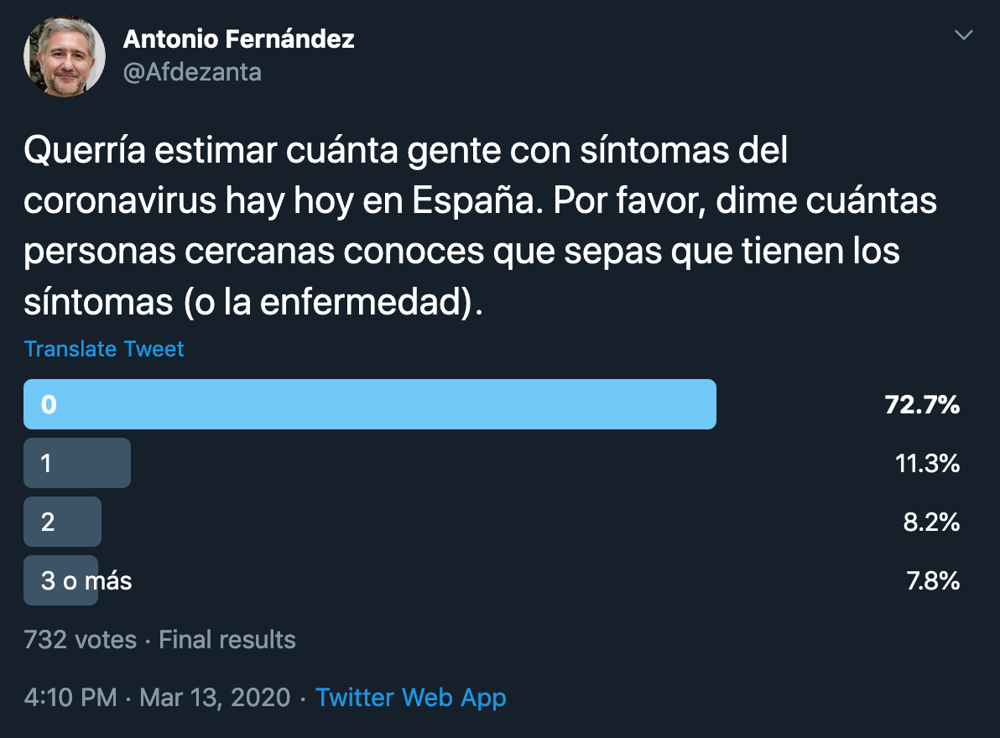 Antonio Fernández
@Afdezanta
Querría estimar cuánta gente con síntomas del
coronavirus hay hoy en España. Por favor, dime cuántas
personas cercanas conoces que sepas que tienen los
síntomas (o la enfermedad).
Translate Tweet
0 72.7%
1 11.3%
2 8.2%
3 o más 7.8%
732 votes · Final results
4:10 PM · Mar 13, 2020 · Twitter Web App